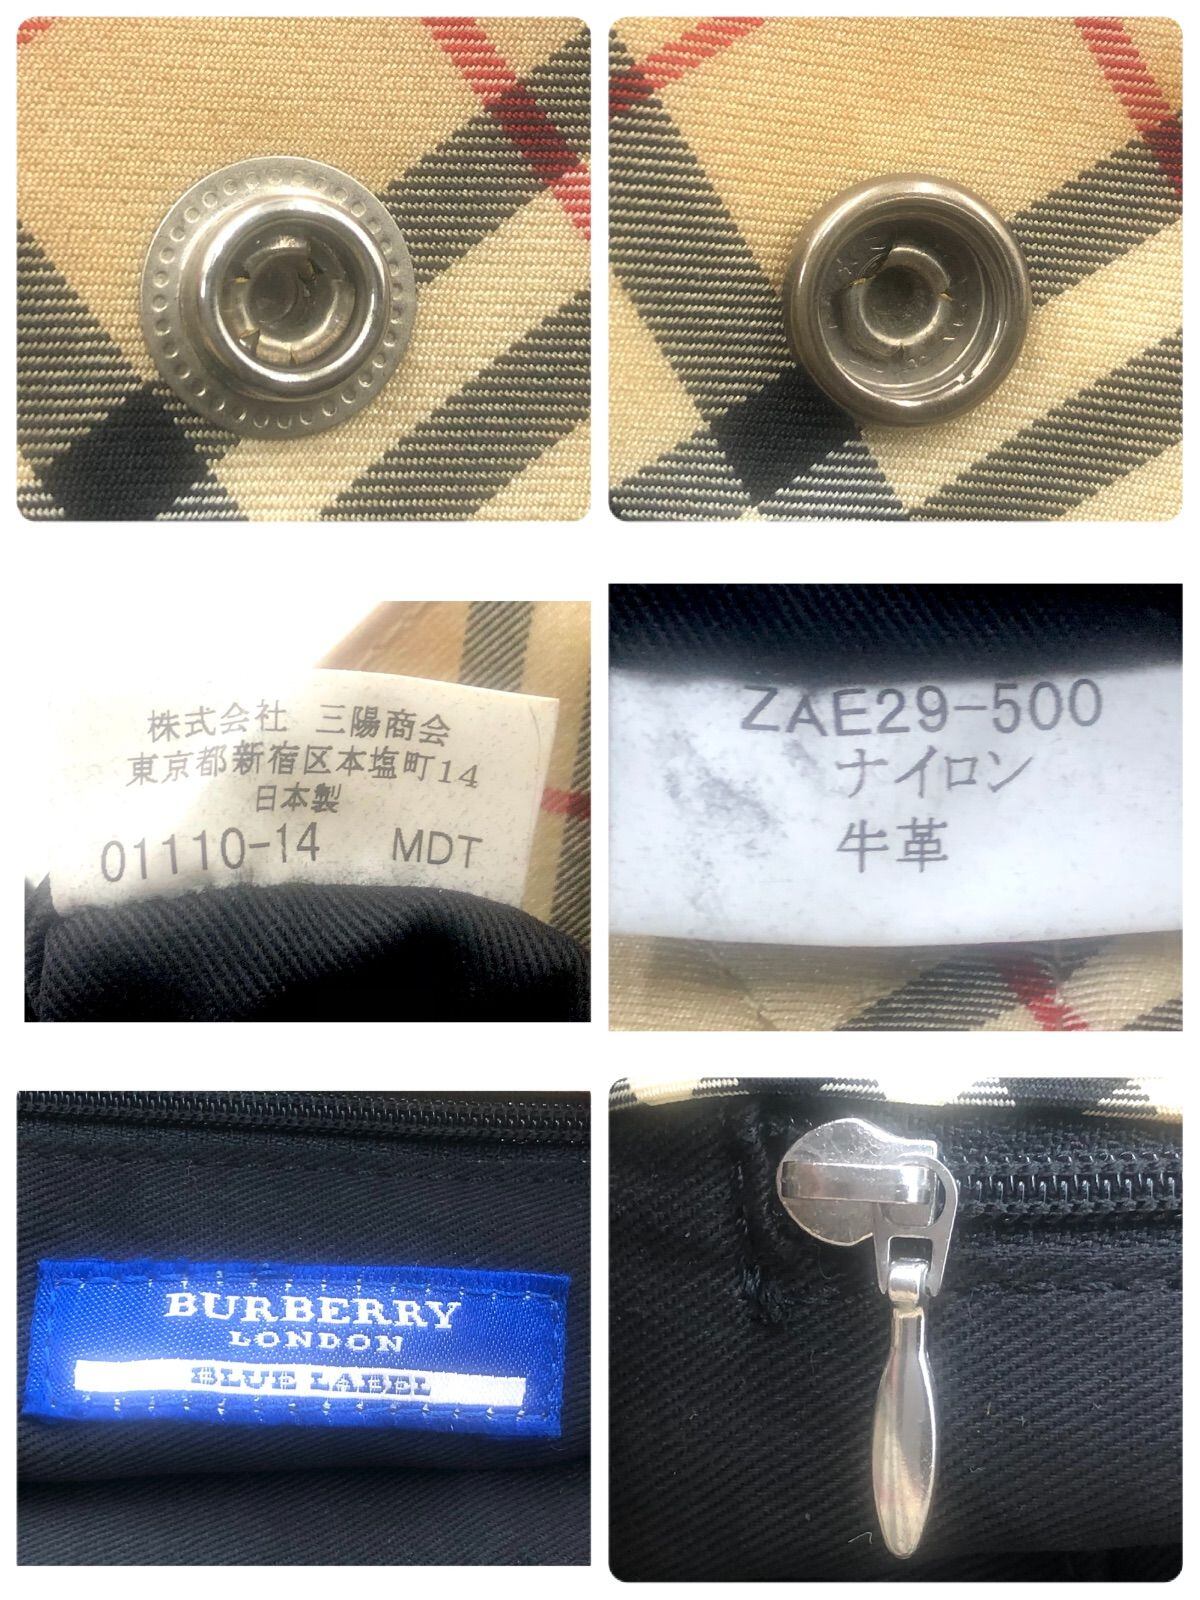 株式会社 三陽商会
東京都新宿区本塩町14
日本製
01110-14 MDT
ZAE29-500
ナイロン
牛革
BURBERRY
LONDON
BLUE LABEL